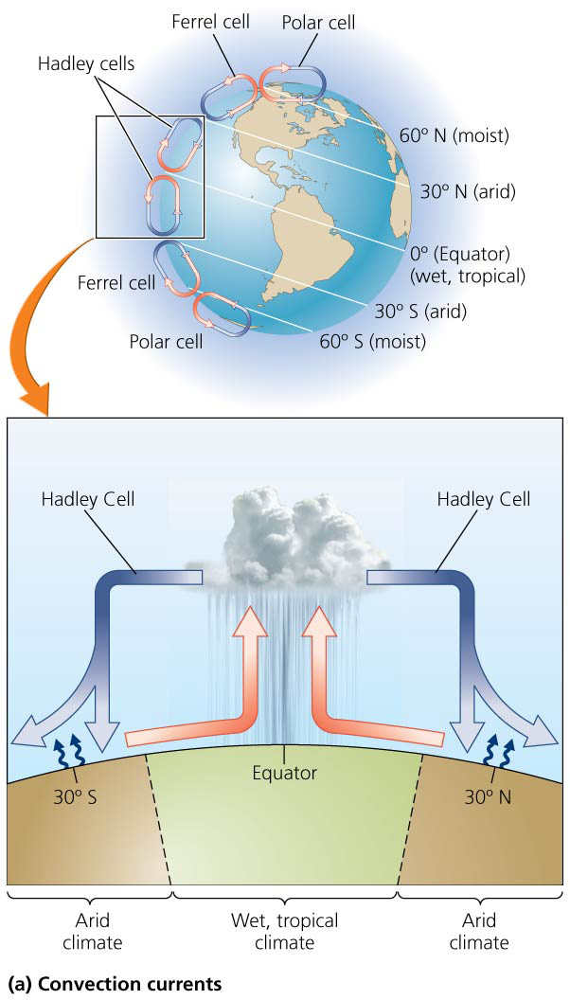 Ferrel cell
Polar cell
Hadley cells
60º N (moist)
30º N (arid)
0º (Equator)
(wet, tropical)
Ferrel cell
30º S (arid)
Polar cell
60º S (moist)
Hadley Cell
Hadley Cell
Equator
30º S
30º N
Arid
climate
Wet, tropical
climate
Arid
climate
(a) Convection currents